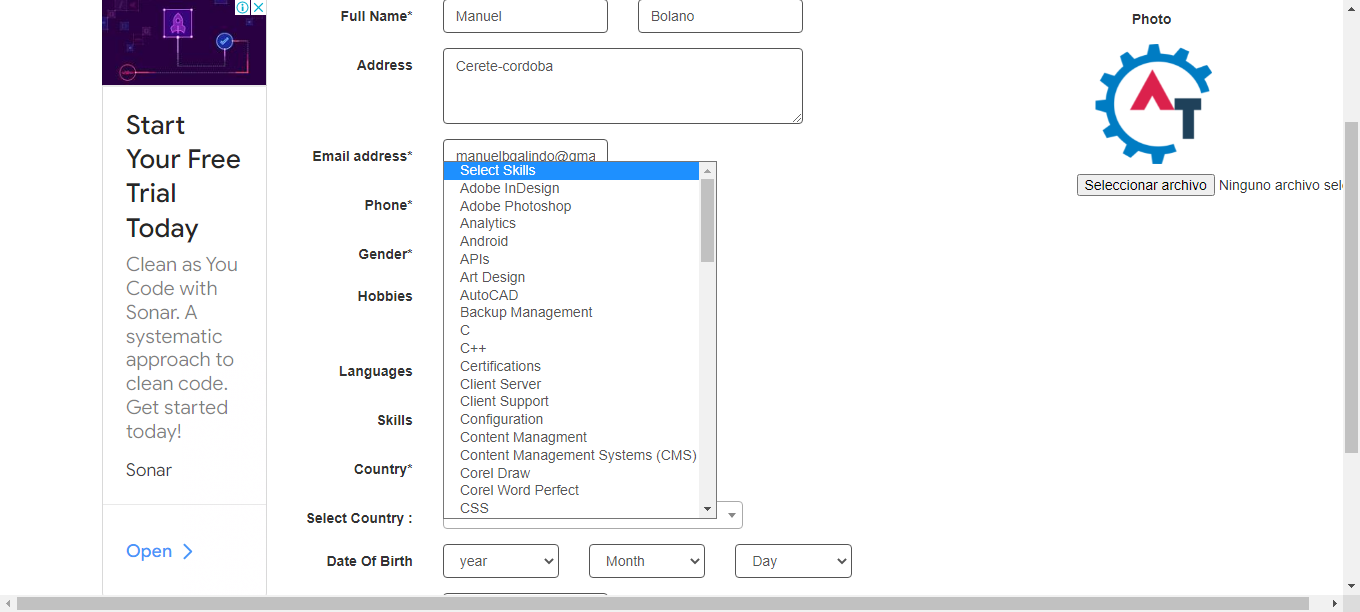 Full Name*
Manuel
Bolano
Photo
Address
Cerete-cordoba
AT
Start
Your Free
Trial
Today
Clean as You
Code with
Sonar. A
systematic
approach to
clean code.
Get started
today!
Sonar
Open
Email address*
manuelbgalindo@gma
Seleccionar archivo Ninguno archivo sel
Phone*
Gender*
Hobbies
Languages
Skills
Select Skills
Adobe InDesign
Adobe Photoshop
Analytics
Android
APIs
Art Design
AutoCAD
Backup Management
C
C++
Certifications
Client Server
Client Support
Configuration
Content Managment
Content Management Systems (CMS)
Corel Draw
Corel Word Perfect
CSS
Country*
Select Country :
Date Of Birth
year
Month
Day